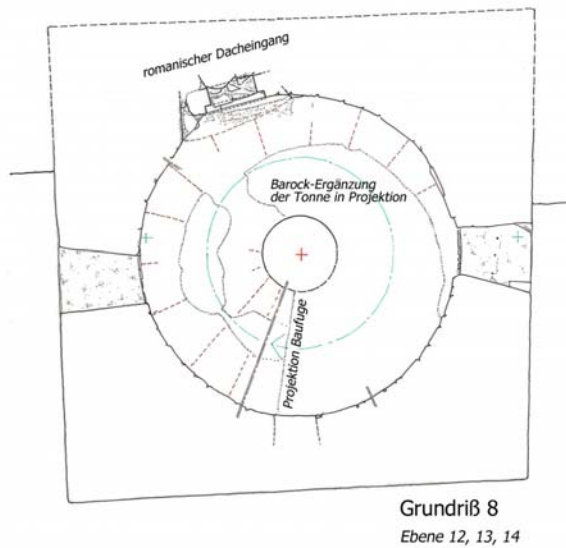 romanischer Dacheingang
Barock-Ergänzung
der Tonne in Projektion
Projektion Baufuge
Grundriß 8
Ebene 12, 13, 14